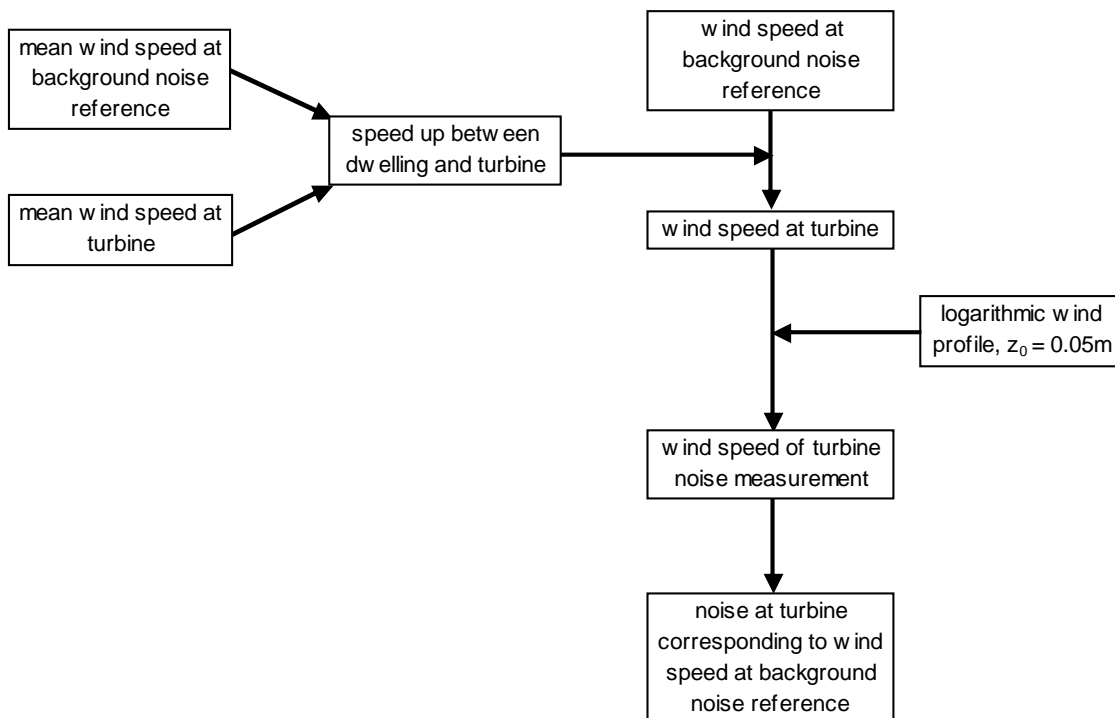 mean wind speed at
background noise
reference
mean wind speed at
turbine
speed up between
dwelling and turbine
wind speed at
background noise
reference
wind speed at turbine
logarithmic wind
profile, z₀ = 0.05m
wind speed of turbine
noise measurement
noise at turbine
corresponding to wind
speed at background
noise reference